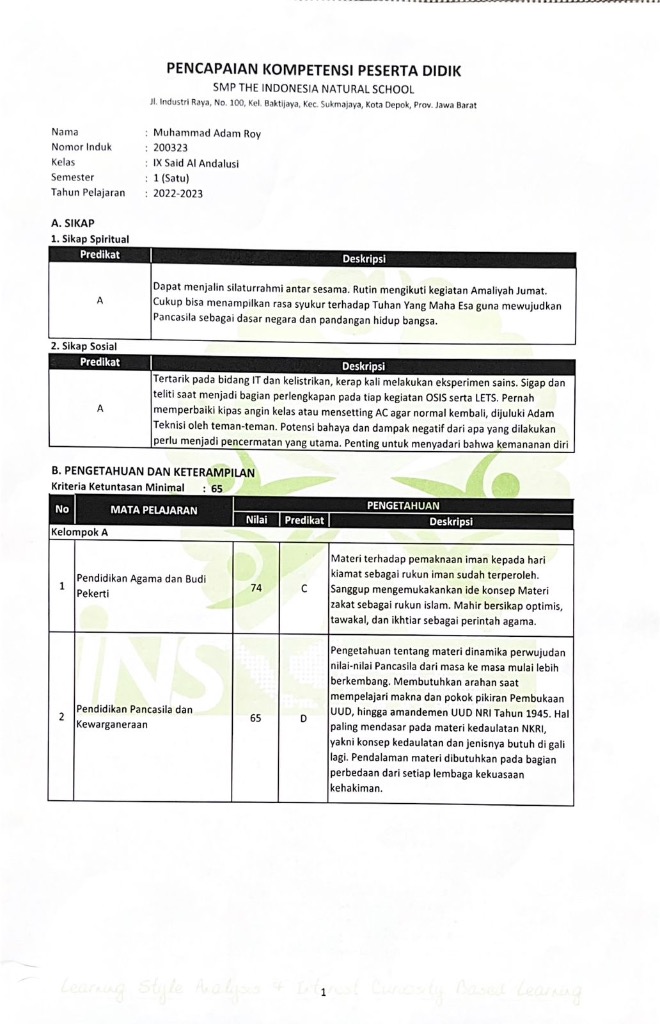 PENCAPAIAN KOMPETENSI PESERTA DIDIK
SMP THE INDONESIA NATURAL SCHOOL
Jl. Industri Raya, No. 100, Kel. Baktijaya, Kec. Sukmajaya, Kota Depok, Prov. Jawa Barat
Nama : Muhammad Adam Roy
Nomor Induk : 200323
Kelas : IX Said Al Andalusi
Semester : 1 (Satu)
Tahun Pelajaran : 2022-2023
A. SIKAP
1. Sikap Spiritual
Predikat Deskripsi
A
Dapat menjalin silaturrahmi antar sesama. Rutin mengikuti kegiatan Amaliyah Jumat.
Cukup bisa menampilkan rasa syukur terhadap Tuhan Yang Maha Esa guna mewujudkan
Pancasila sebagai dasar negara dan pandangan hidup bangsa.
2. Sikap Sosial
Predikat Deskripsi
A
Tertarik pada bidang IT dan kelistrikan, kerap kali melakukan eksperimen sains. Sigap dan
teliti saat menjadi bagian perlengkapan pada tiap kegiatan OSIS serta LETS. Pernah
memperbaiki kipas angin kelas atau mensetting AC agar normal kembali, dijuluki Adam
Teknisi oleh teman-teman. Potensi bahaya dan dampak negatif dari apa yang dilakukan
perlu menjadi pencermatan yang utama. Penting untuk menyadari bahwa kemananan diri
B. PENGETAHUAN DAN KETERAMPILAN
Kriteria Ketuntasan Minimal : 65
No MATA PELAJARAN PENGETAHUAN
Nilai Predikat Deskripsi
Kelompok A
1 Pendidikan Agama dan Budi
Pekerti
74 C
Materi terhadap pemaknaan iman kepada hari
kiamat sebagai rukun iman sudah terperoleh.
Sanggup mengemukakankan ide konsep Materi
zakat sebagai rukun islam. Mahir bersikap optimis,
tawakal, dan ikhtiar sebagai perintah agama.
2 Pendidikan Pancasila dan
Kewarganeraan
65 D
Pengetahuan tentang materi dinamika perwujudan
nilai-nilai Pancasila dari masa ke masa mulai lebih
berkembang. Membutuhkan arahan saat
mempelajari makna dan pokok pikiran Pembukaan
UUD, hingga amandemen UUD NRI Tahun 1945. Hal
paling mendasar pada materi kedaulatan NKRI,
yakni konsep kedaulatan dan jenisnya butuh di gali
lagi. Pendalaman materi dibutuhkan pada bagian
perbedaan dari setiap lembaga kekuasaan
kehakiman.
iNS
Learning Style Analysis & Interest Curiosity Based Learning
1